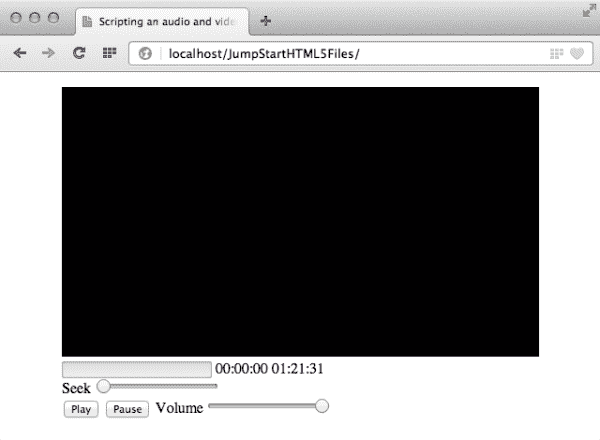 Scripting an audio and vide
localhost/JumpStartHTML5Files/
00:00:00 01:21:31
Seek
Play Pause Volume